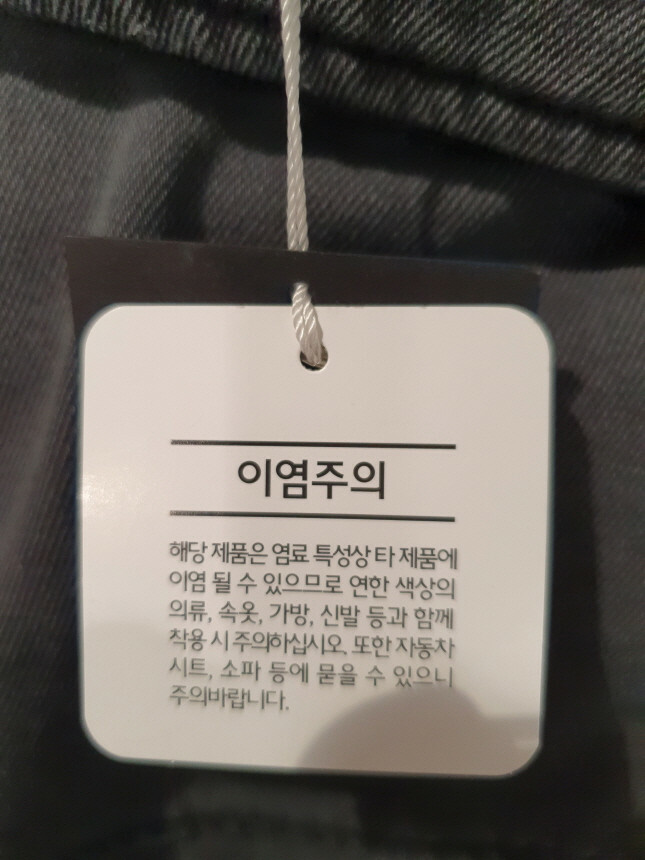 이염주의
해당 제품은 염료 특성상 타 제품에
이염 될 수 있으므로 연한 색상의
의류, 속옷, 가방, 신발 등과 함께
착용 시 주의하십시오. 또한 자동차
시트, 소파 등에 묻을 수 있으니
주의바랍니다.